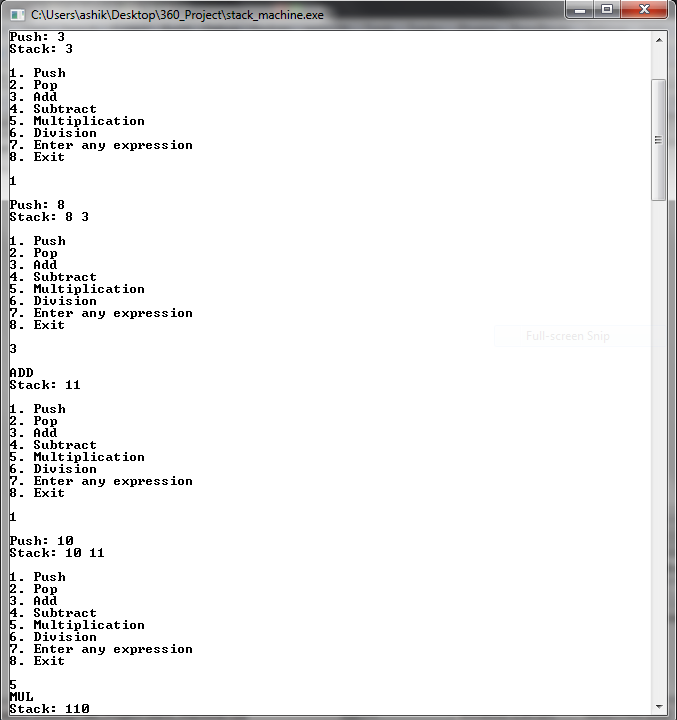 C:\Users\ashik\Desktop\360_Project\stack_machine.exe
Push: 3
Stack: 3
1. Push
2. Pop
3. Add
4. Subtract
5. Multiplication
6. Division
7. Enter any expression
8. Exit
1
Push: 8
Stack: 8 3
1. Push
2. Pop
3. Add
4. Subtract
5. Multiplication
6. Division
7. Enter any expression
8. Exit
3
ADD
Stack: 11
1. Push
2. Pop
3. Add
4. Subtract
5. Multiplication
6. Division
7. Enter any expression
8. Exit
1
Push: 10
Stack: 10 11
1. Push
2. Pop
3. Add
4. Subtract
5. Multiplication
6. Division
7. Enter any expression
8. Exit
5
MUL
Stack: 110
Full-screen Snip